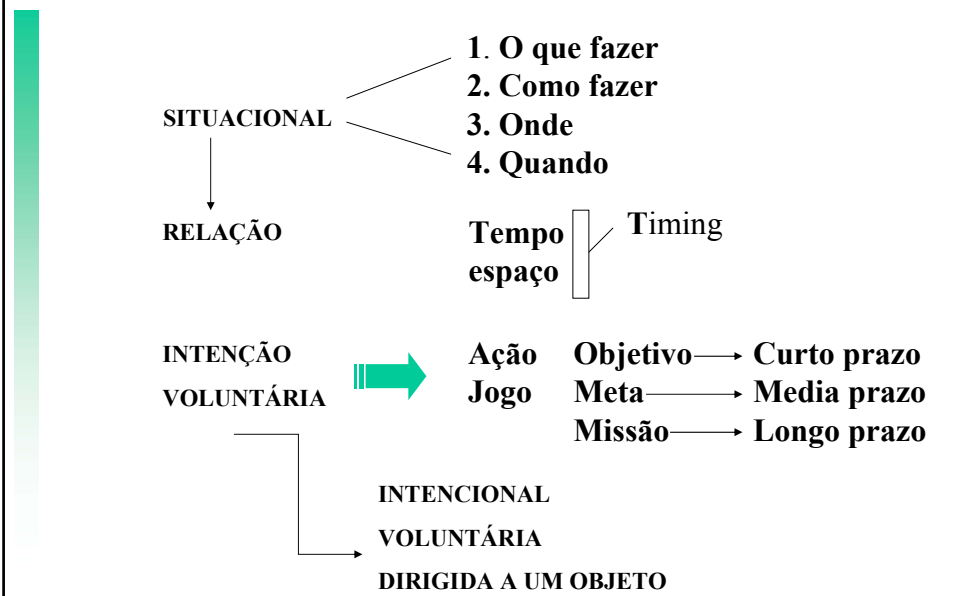 1. O que fazer
2. Como fazer
SITUACIONAL
3. Onde
4. Quando
RELAÇÃO
Tempo
Timing
espaço
INTENÇÃO
Ação Objetivo Curto prazo
VOLUNTÁRIA
Jogo Meta Media prazo
Missão Longo prazo
INTENCIONAL
VOLUNTÁRIA
DIRIGIDA A UM OBJETO